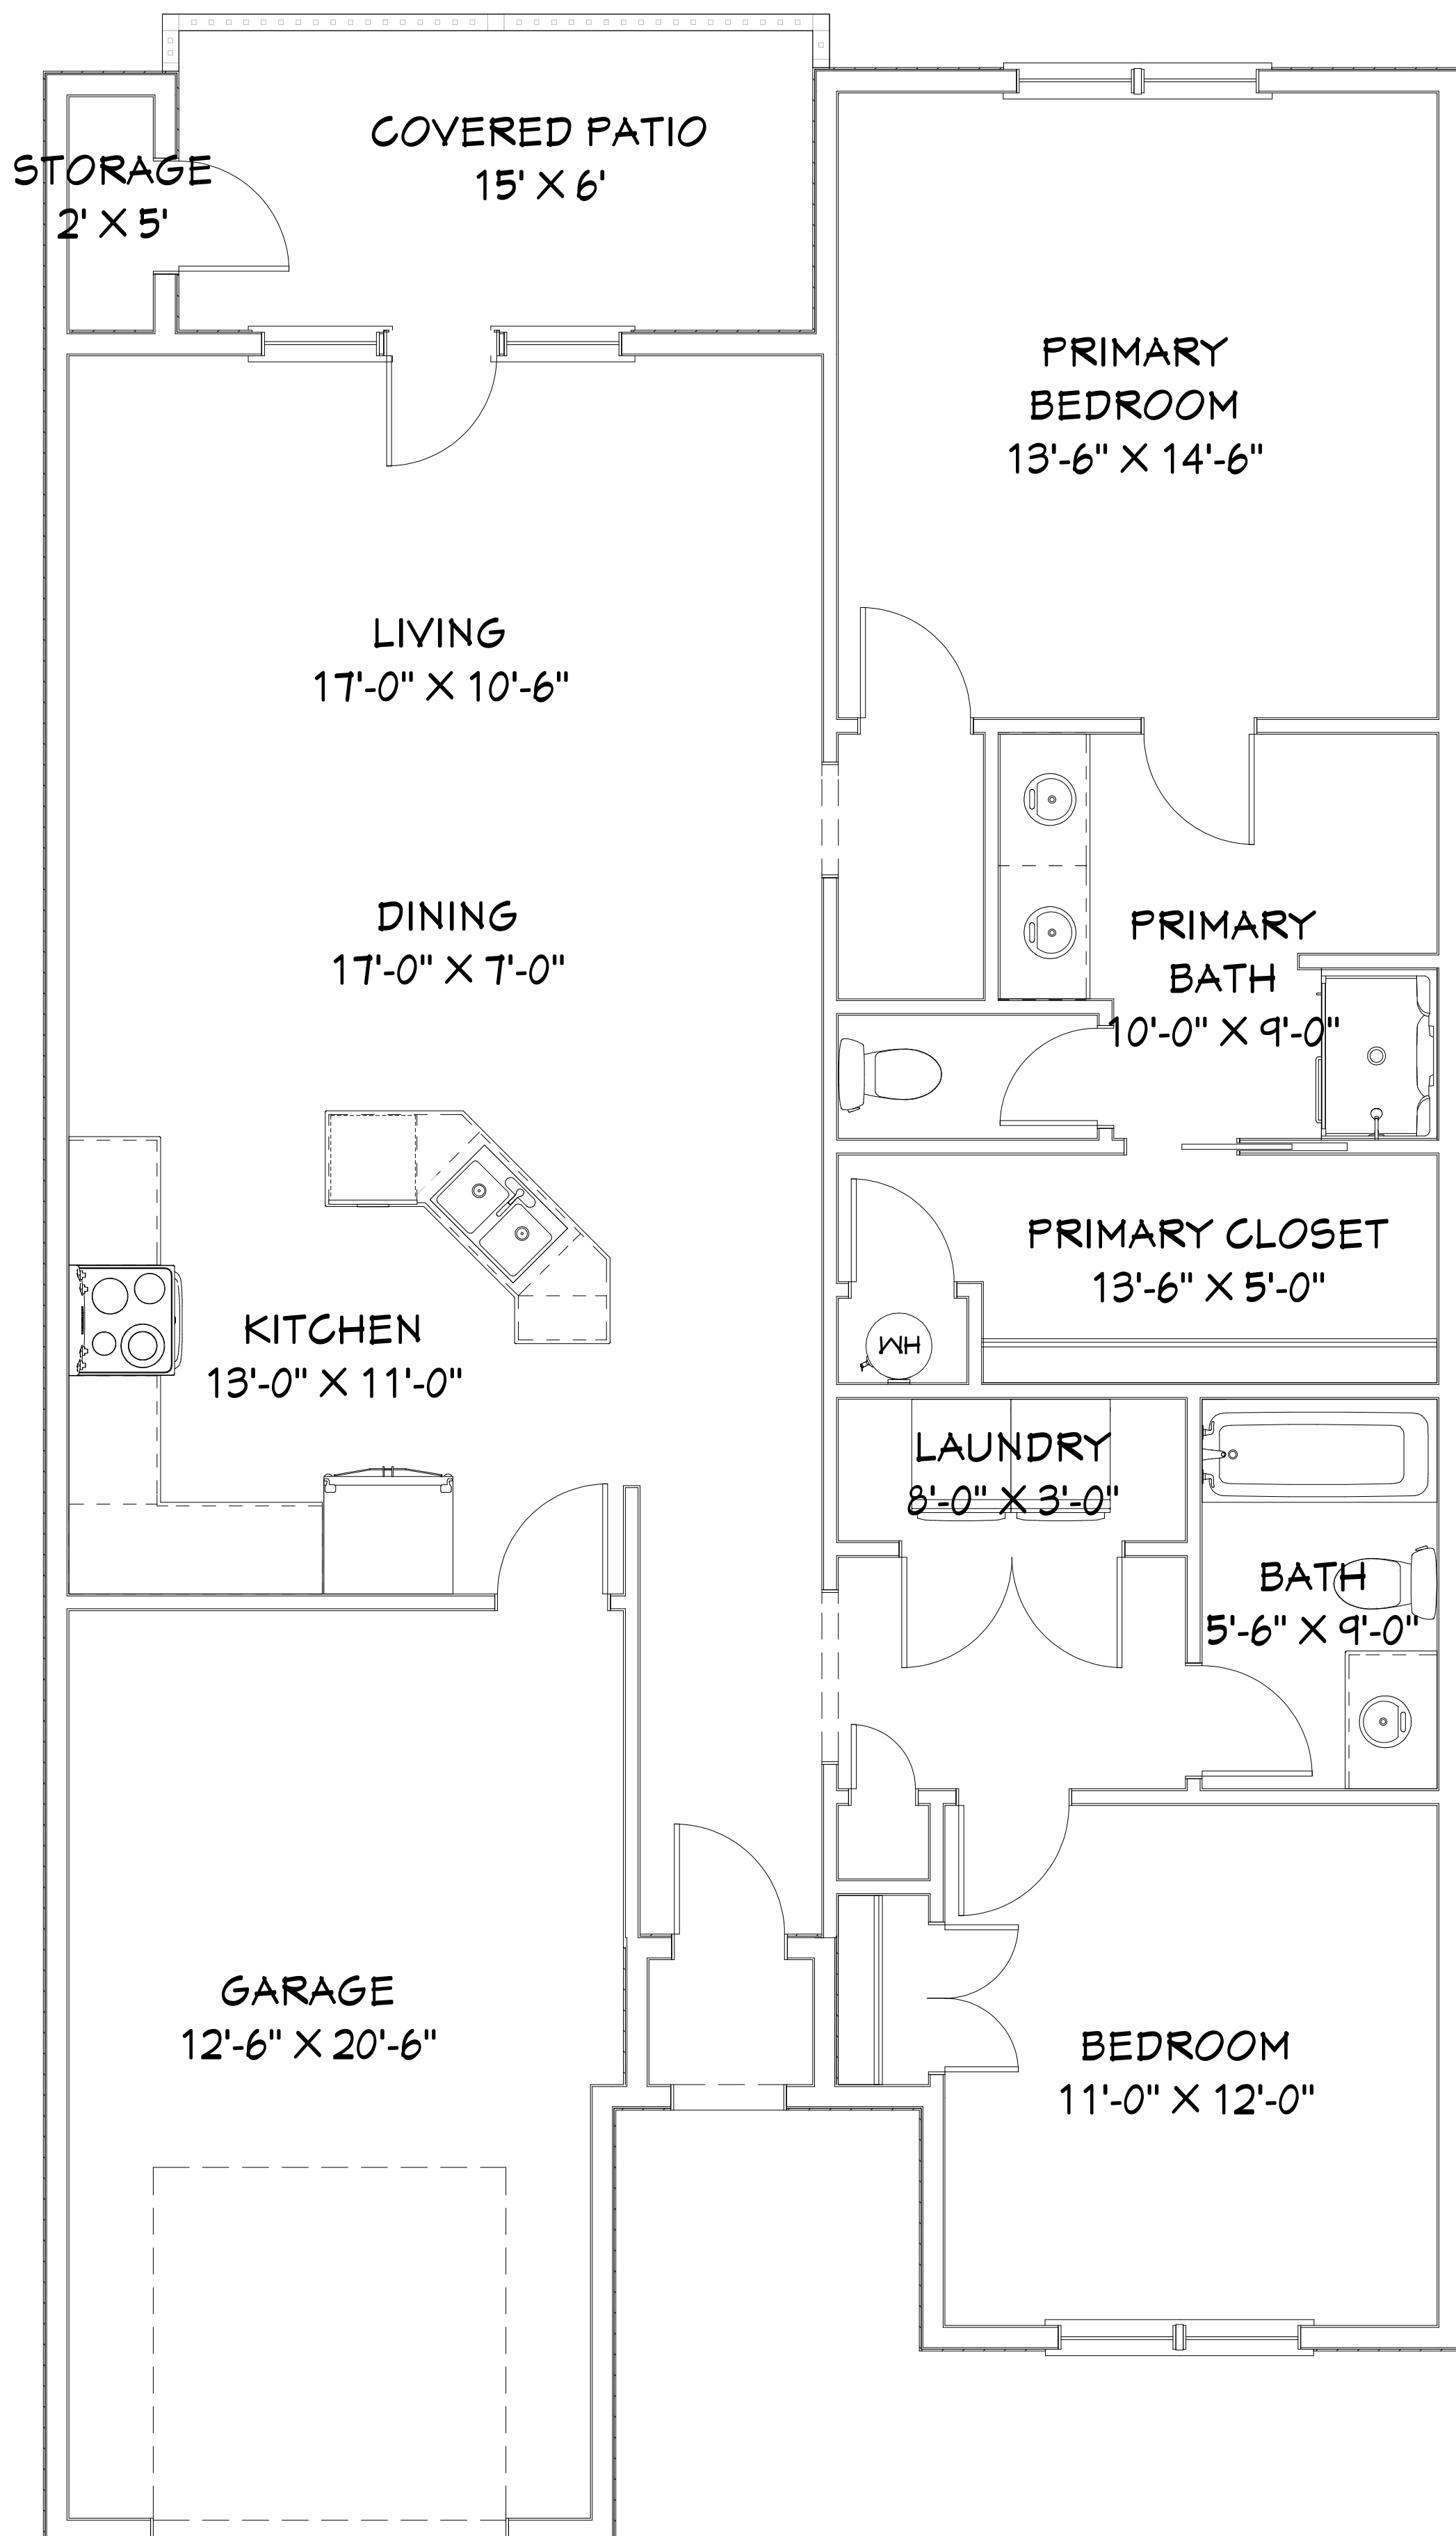 COVERED PATIO
15' X 6'
STORAGE
2' X 5'
PRIMARY
BEDROOM
13'-6" X 14'-6"
LIVING
17'-0" X 10'-6"
DINING
17'-0" X 7'-0"
PRIMARY
BATH
10'-0" X 9'-0"
PRIMARY CLOSET
13'-6" X 5'-0"
KITCHEN
13'-0" X 11'-0"
WH
LAUNDRY
8'-0" X 3'-0"
BATH
5'-6" X 9'-0"
GARAGE
12'-6" X 20'-6"
BEDROOM
11'-0" X 12'-0"